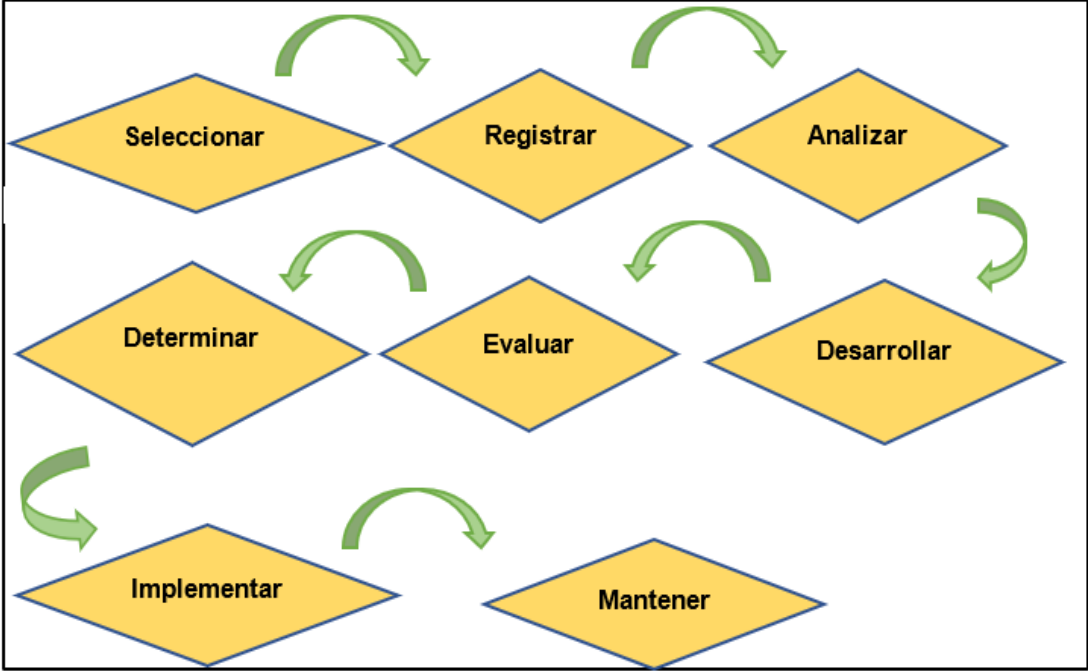 Seleccionar
Registrar
Analizar
Desarrollar
Evaluar
Determinar
Implementar
Mantener